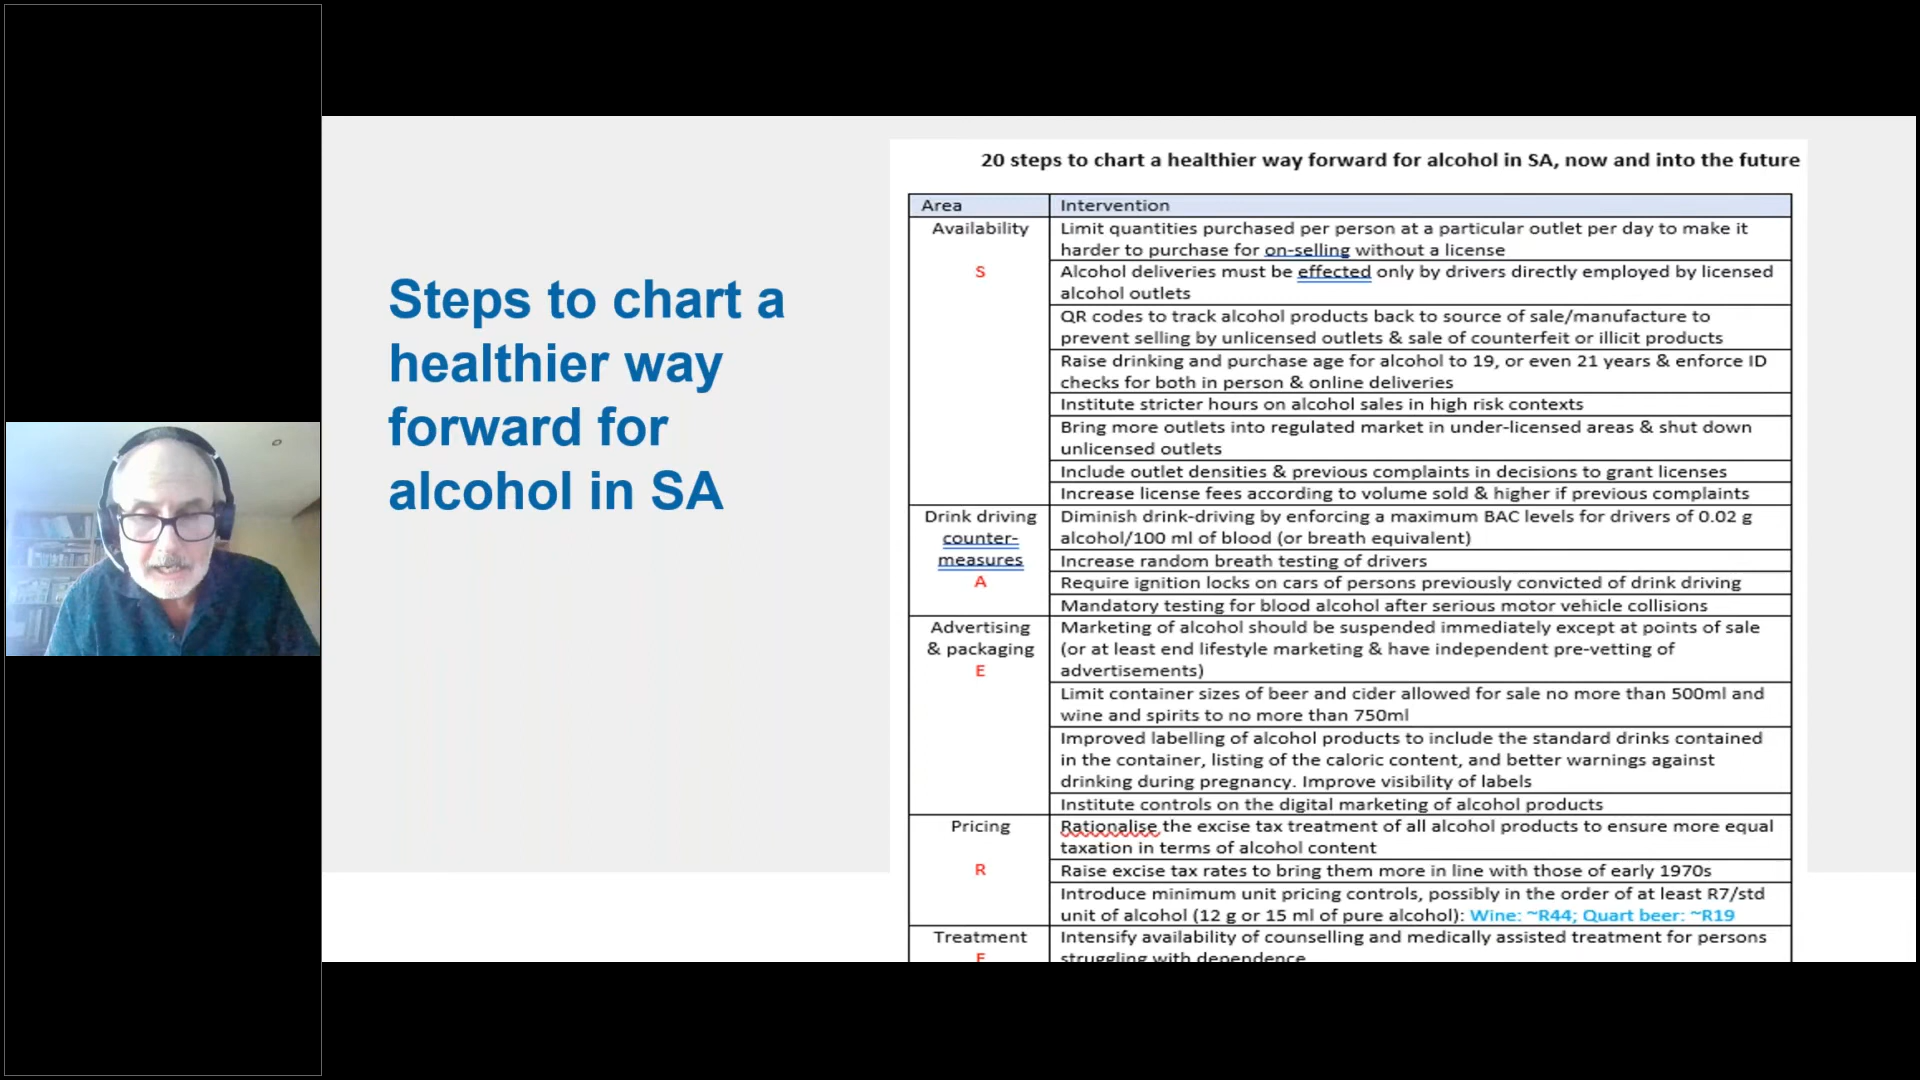 Steps to chart a
healthier way
forward for
alcohol in SA
20 steps to chart a healthier way forward for alcohol in SA, now and into the future
Area
Intervention
Availability
S
Limit quantities purchased per person at a particular outlet per day to make it
harder to purchase for on-selling without a license
Alcohol deliveries must be effected only by drivers directly employed by licensed
alcohol outlets
QR codes to track alcohol products back to source of sale/manufacture to
prevent selling by unlicensed outlets & sale of counterfeit or illicit products
Raise drinking and purchase age for alcohol to 19, or even 21 years & enforce ID
checks for both in person & online deliveries
Institute stricter hours on alcohol sales in high risk contexts
Bring more outlets into regulated market in under-licensed areas & shut down
unlicensed outlets
Include outlet densities & previous complaints in decisions to grant licenses
Increase license fees according to volume sold & higher if previous complaints
Drink driving
counter-
measures
A
Diminish drink-driving by enforcing a maximum BAC levels for drivers of 0.02 g
alcohol/100 ml of blood (or breath equivalent)
Increase random breath testing of drivers
Require ignition locks on cars of persons previously convicted of drink driving
Mandatory testing for blood alcohol after serious motor vehicle collisions
Advertising
& packaging
E
Marketing of alcohol should be suspended immediately except at points of sale
(or at least end lifestyle marketing & have independent pre-vetting of
advertisements)
Limit container sizes of beer and cider allowed for sale no more than 500ml and
wine and spirits to no more than 750ml
Improved labelling of alcohol products to include the standard drinks contained
in the container, listing of the caloric content, and better warnings against
drinking during pregnancy. Improve visibility of labels
Institute controls on the digital marketing of alcohol products
Pricing
R
Rationalise the excise tax treatment of all alcohol products to ensure more equal
taxation in terms of alcohol content
Raise excise tax rates to bring them more in line with those of early 1970s
Introduce minimum unit pricing controls, possibly in the order of at least R7/std
unit of alcohol (12 g or 15 ml of pure alcohol): Wine: ~R44; Quart beer: ~R19
Treatment
Intensify availability of counselling and medically assisted treatment for persons
struggling with dependence